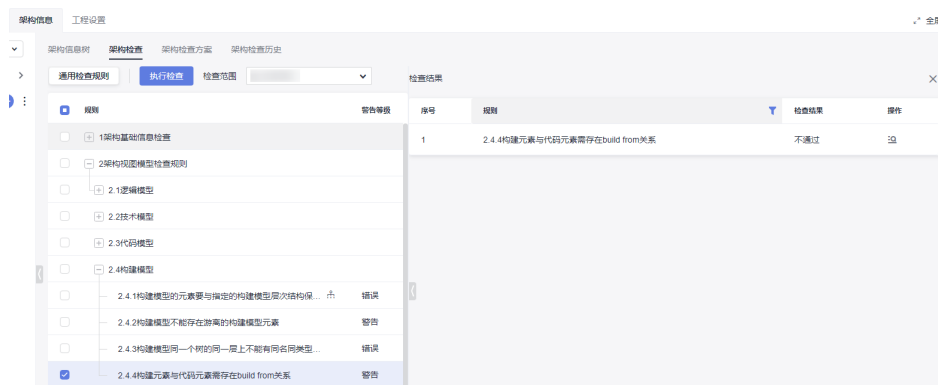 架构信息 工程设置
架构信息树 架构检查 架构检查方案 架构检查历史
通用检查规则 执行检查 检查范围
检查结果
规则 警告等级
序号 规则 检查结果 操作
1架构基础信息检查
1 2.4.4构建元素与代码元素需存在build from关系 不通过
2架构视图模型检查规则
2.1逻辑模型
2.2技术模型
2.3代码模型
2.4构建模型
2.4.1构建模型的元素要与指定的构建模型层次结构保... 错误
2.4.2构建模型不能存在游离的构建模型元素 警告
2.4.3构建模型同一个树的同一层上不能有同名同类型... 错误
2.4.4构建元素与代码元素需存在build from关系 警告